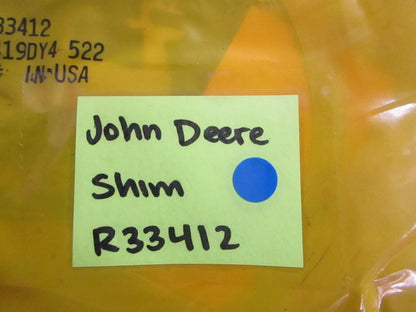 33412
19DY4 522
IN USA
John Deere
Shim
R33412